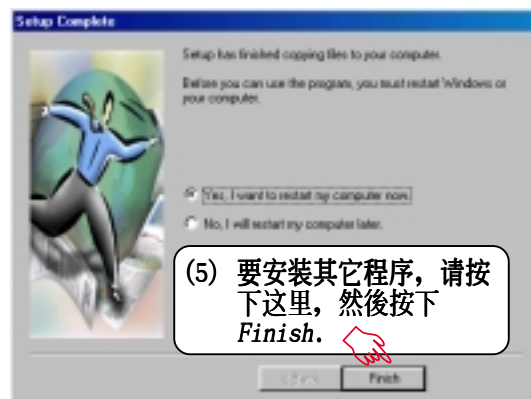 Setup Complete
Setup has finished copying files to your computer.
Before you can use the program, you must restart Windows or
your computer.
Yes, I want to restart my computer now.
No, I will restart my computer later.
(5) 要安装其它程序，请按
下这里，然後按下
Finish.
< Back
Finish